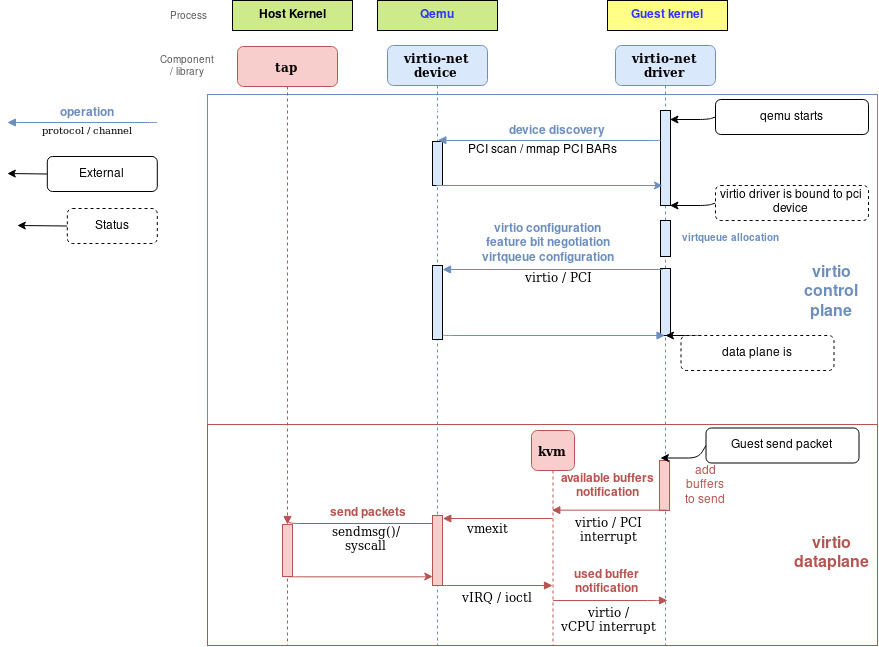 Process
Host Kernel
Qemu
Guest kernel
Component
/ library
tap
virtio-net
device
virtio-net
driver
operation
protocol / channel
External
Status
qemu starts
device discovery
PCI scan / mmap PCI BARs
virtio driver is bound to pci
device
virtio configuration
feature bit negotiation
virtqueue configuration
virtio / PCI
virtqueue allocation
virtio
control
plane
data plane is
kvm
Guest send packet
available buffers
notification
add
buffers
to send
send packets
sendmsg()/
syscall
vmexit
virtio / PCI
interrupt
virtio
dataplane
used buffer
notification
vIRQ / ioctl
virtio /
vCPU interrupt